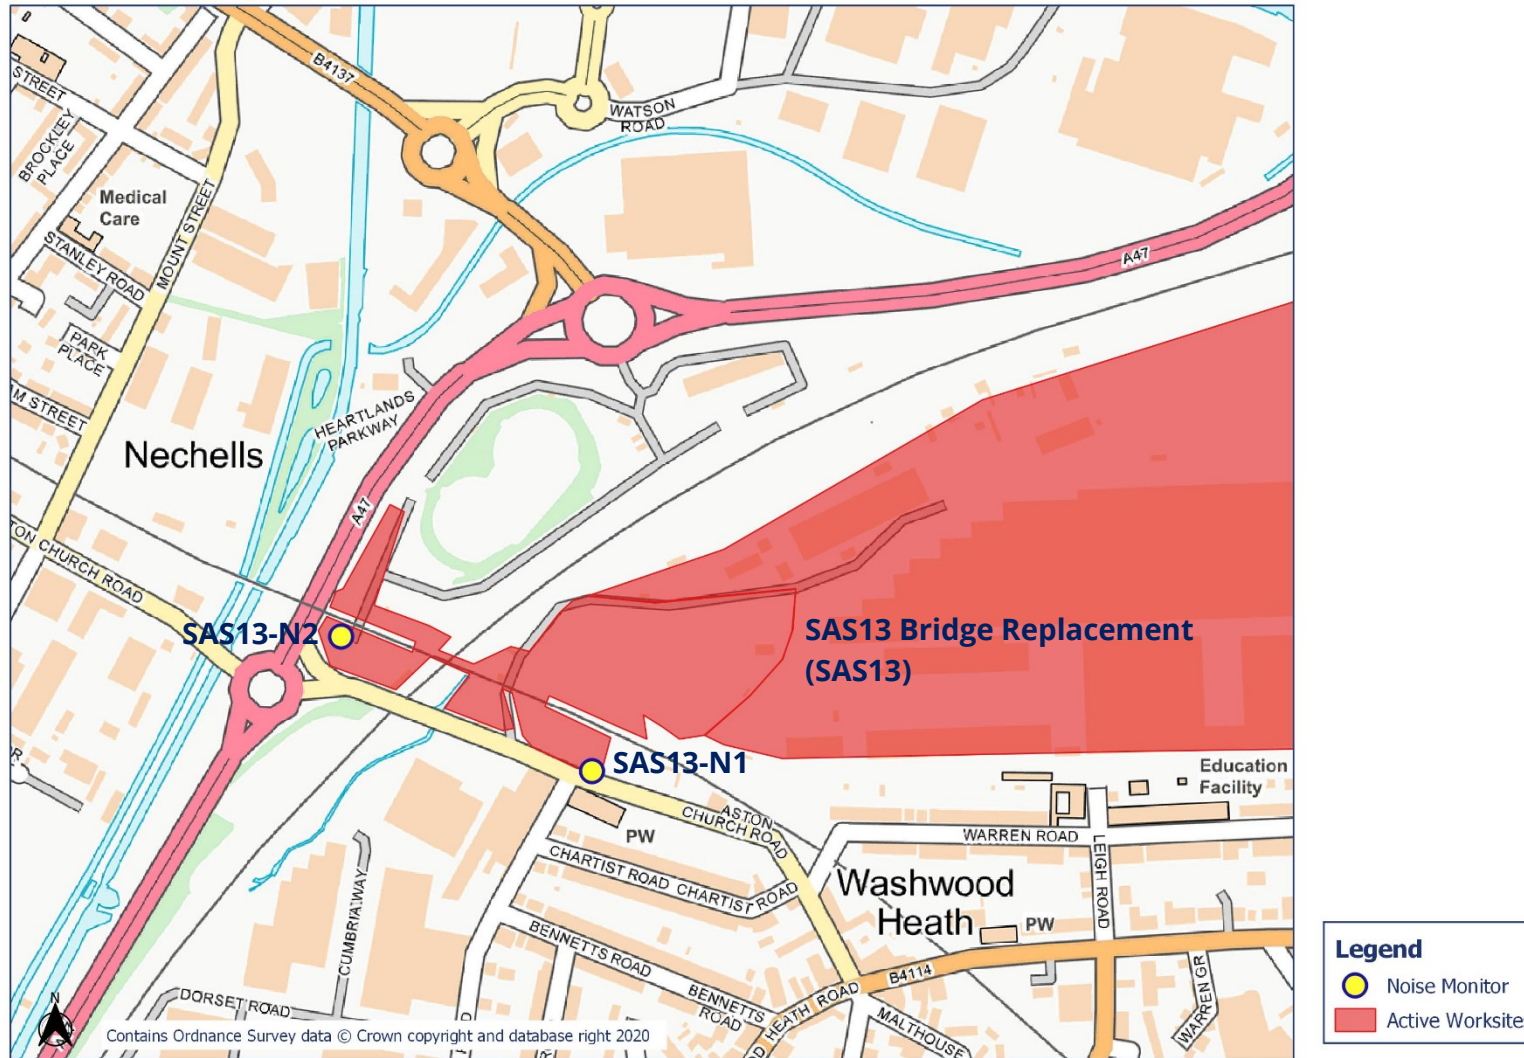 B4137
STREET
BROCKLEY
PLACE
WATSON
ROAD
Medical
Care
MOUNT STREET
STANLEY ROAD
A47
PARK
PLACE
HEARTLANDS
PARKWAY
M STREET
Nechells
A47
ON CHURCH ROAD
SAS13-N2
SAS13 Bridge Replacement
(SAS13)
SAS13-N1
Education
Facility
ASTON
CHURCH ROAD
PW
WARREN ROAD
LEIGH ROAD
CHARTIST ROAD
CHARTIST ROAD
Washwood
Heath
PW
CUMBRIA WAY
BENNETTS ROAD
BENNETTS
ROAD
B4114
HEATH ROAD
DORSET ROAD
MALTHOUSE
WARREN GR
N
Contains Ordnance Survey data © Crown copyright and database right 2020
Legend
Noise Monitor
Active Worksite